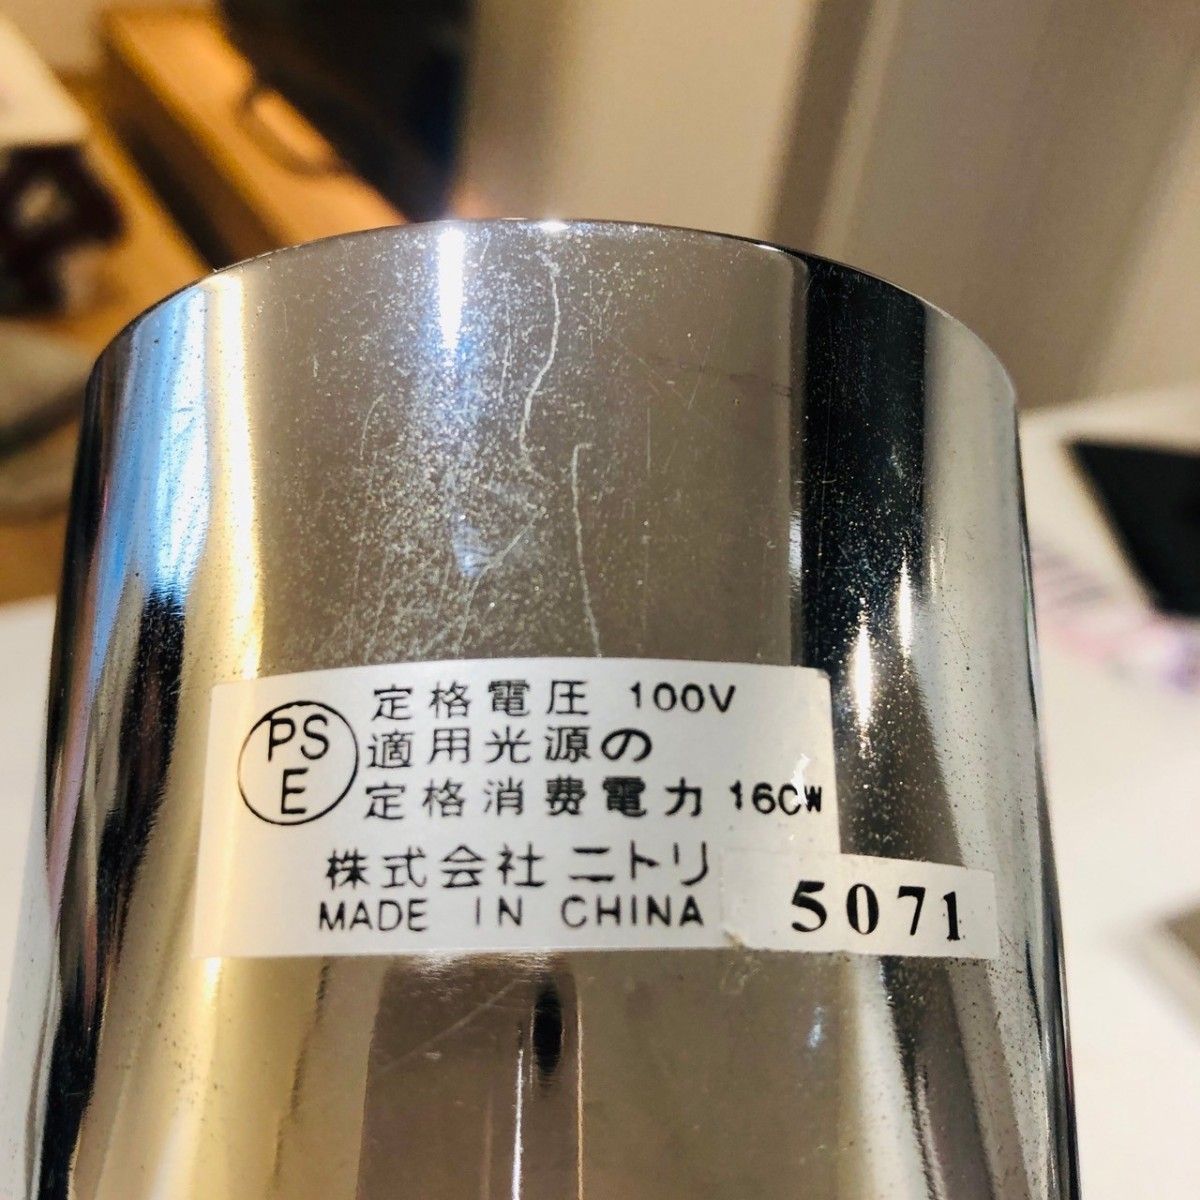 PS
E
定格電圧 100V
適用光源の
定格消費電力 160W
株式会社 ニトリ
MADE IN CHINA
5071